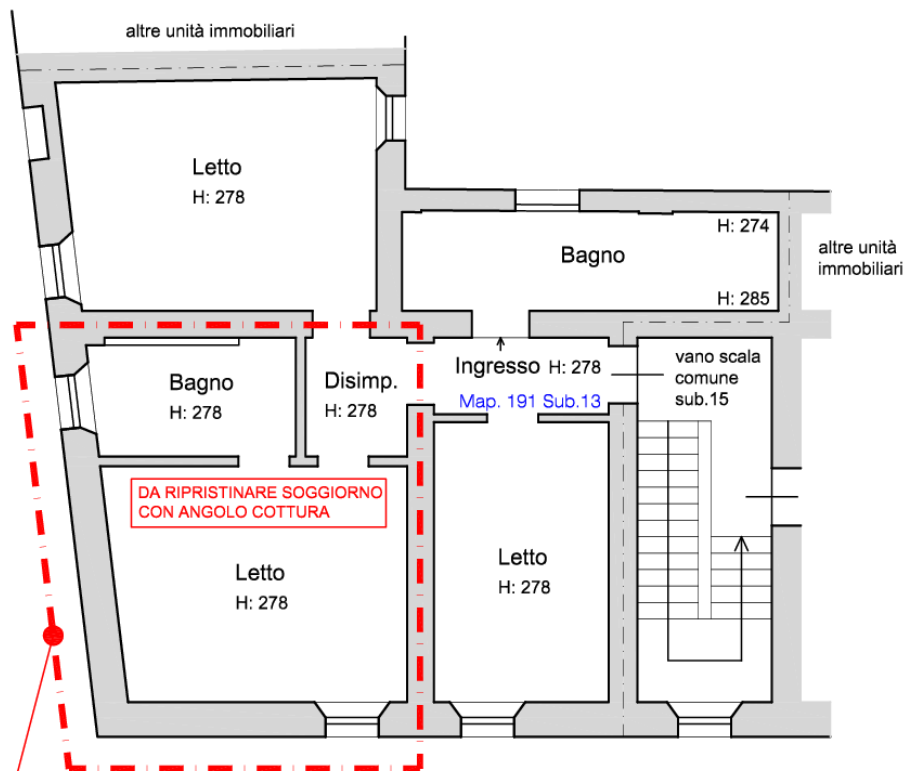 altre unità immobiliari
Letto
H: 278
H: 274
Bagno
H: 285
altre unità
immobiliari
Bagno
H: 278
Disimp.
H: 278
Ingresso H: 278
Map. 191 Sub.13
vano scala
comune
sub.15
DA RIPRISTINARE SOGGIORNO
CON ANGOLO COTTURA
Letto
H: 278
Letto
H: 278